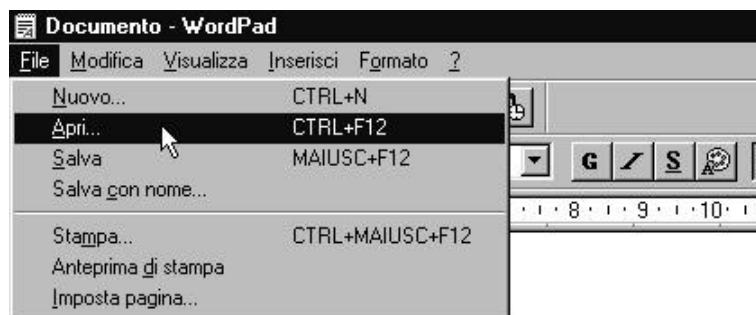 Documento - WordPad
File Modifica Visualizza Inserisci Formato ?
Nuovo... CTRL+N
Apri... CTRL+F12
Salva MAIUSC+F12
G I S
Salva con nome...
· 8 · 9 · 10 ·
Stampa... CTRL+MAIUSC+F12
Anteprima di stampa
Imposta pagina...